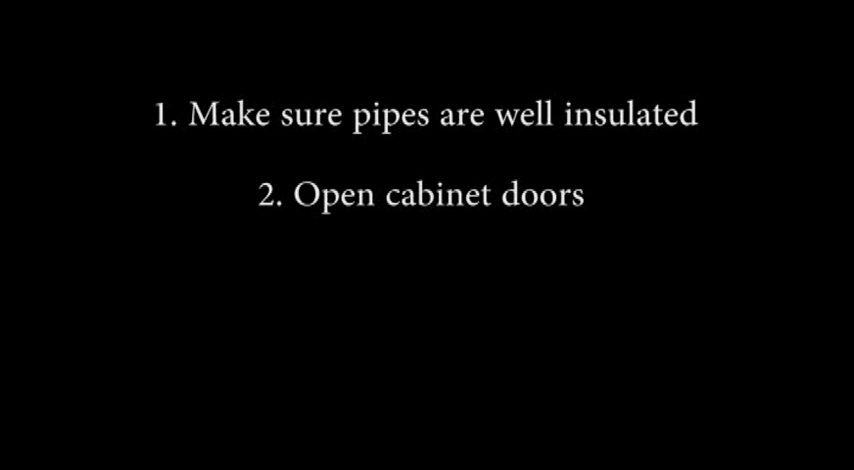 1. Make sure pipes are well insulated
2. Open cabinet doors